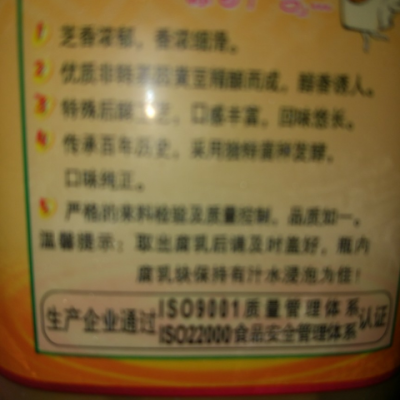 1 芝香浓郁，香浓细滑。
2 优质非转基因黄豆精酿而成，醇香诱人。
3 特殊后酵工艺，口感丰富，回味悠长。
4 传承百年历史，采用独特菌种发酵，
口味纯正。
5 严格的来料检验及质量控制，品质如一。
温馨提示：取出腐乳后请及时盖好，瓶内
腐乳块保持有汁水浸泡为佳！
生产企业通过ISO9001质量管理体系认证
ISO22000食品安全管理体系